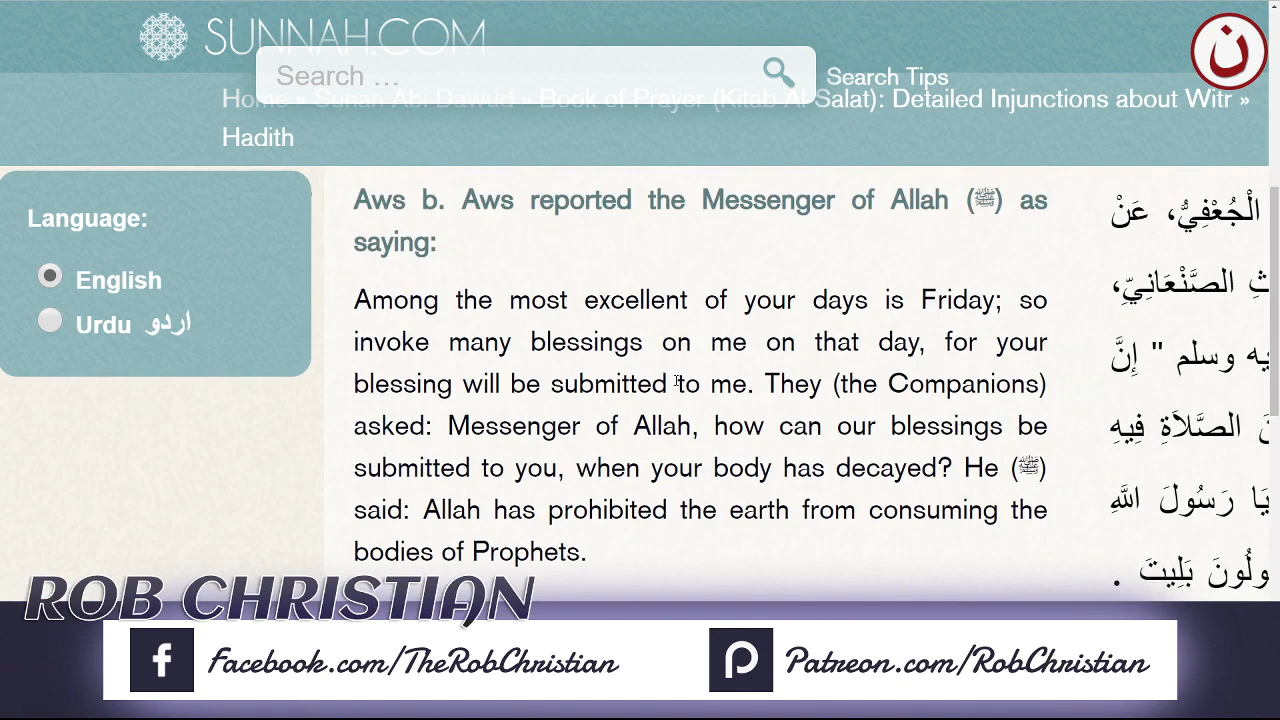 SUNNAH.COM
Search ...
Search Tips
Home » Sunan Abi Dawud - Book of Prayer (Kitab Al-Salat): Detailed Injunctions about Witr »
Hadith
ن
Language:
English
Urdu اردو
Aws b. Aws reported the Messenger of Allah (ﷺ) as
saying:
Among the most excellent of your days is Friday; so
invoke many blessings on me on that day, for your
blessing will be submitted to me. They (the Companions)
asked: Messenger of Allah, how can our blessings be
submitted to you, when your body has decayed? He (ﷺ)
said: Allah has prohibited the earth from consuming the
bodies of Prophets.
الْجُعْفِيُّ، عَنْ
ثِ الصَّنْعَانِيِّ،
يه وسلم " إِنَّ
نَ الصَّلاَةِ فِيهِ
يَا رَسُولَ اللَّهِ
ولُونَ بَلِيتَ .
ROB CHRISTIAN
f
Facebook.com/TheRobChristian
Patreon.com/RobChristian